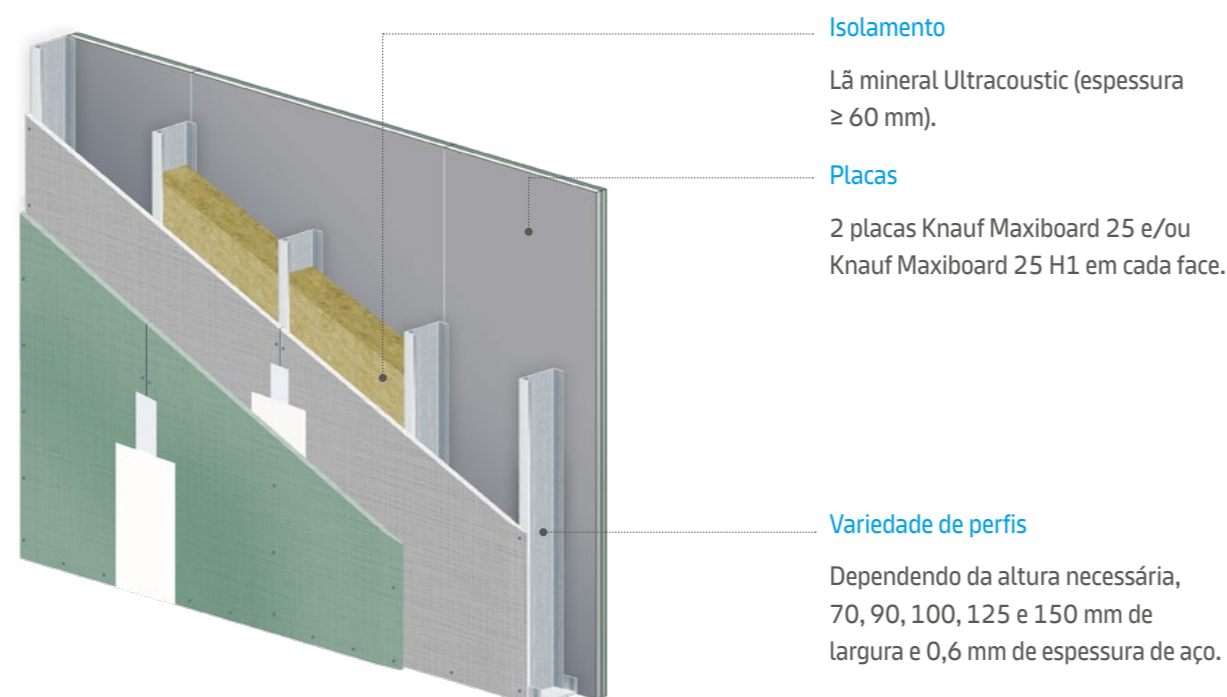 Isolamento
Lã mineral Ultracoustic (espessura
≥ 60 mm).
Placas
2 placas Knauf Maxiboard 25 e/ou
Knauf Maxiboard 25 H1 em cada face.
Variedade de perfis
Dependendo da altura necessária,
70, 90, 100, 125 e 150 mm de
largura e 0,6 mm de espessura de aço.